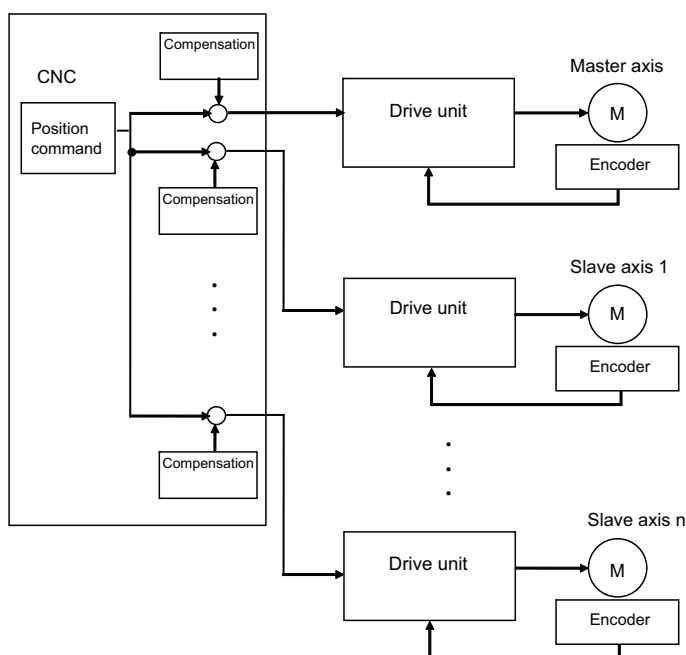 Compensation
CNC
Master axis
Position
command
Drive unit
M
Encoder
Compensation
Slave axis 1
Drive unit
M
Encoder
Compensation
Slave axis n
Drive unit
M
Encoder